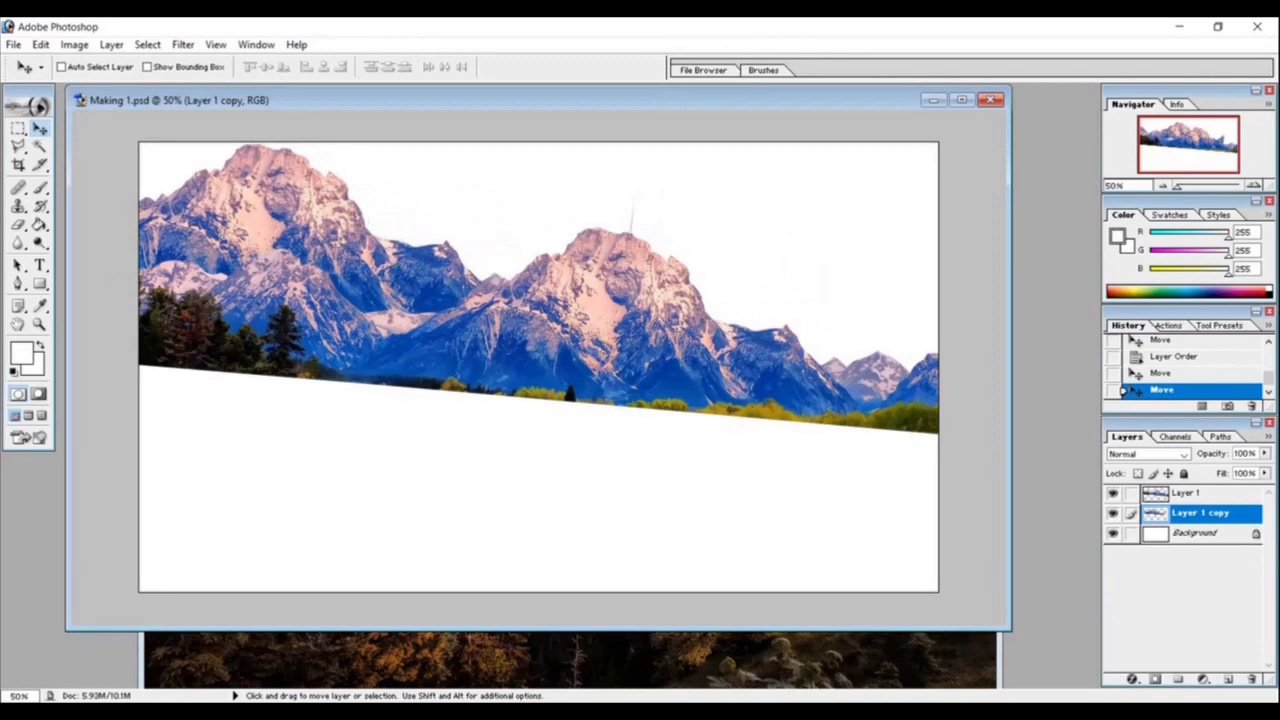 Adobe Photoshop
File Edit Image Layer Select Filter View Window Help
Auto Select Layer Show Bounding Box File Browser Brushes
Making 1.psd @ 50% (Layer 1 copy, RGB)
Navigator Info
50%
Color Swatches Styles
R 255
G 255
B 255
History Actions Tool Presets
Move
Layer Order
Move
Move
Layers Channels Paths
Normal Opacity: 100%
Lock: Fill: 100%
Layer 1
Layer 1 copy
Background
50% Doc: 5.93M/10.1M Click and drag to move layer or selection. Use Shift and Alt for additional options.